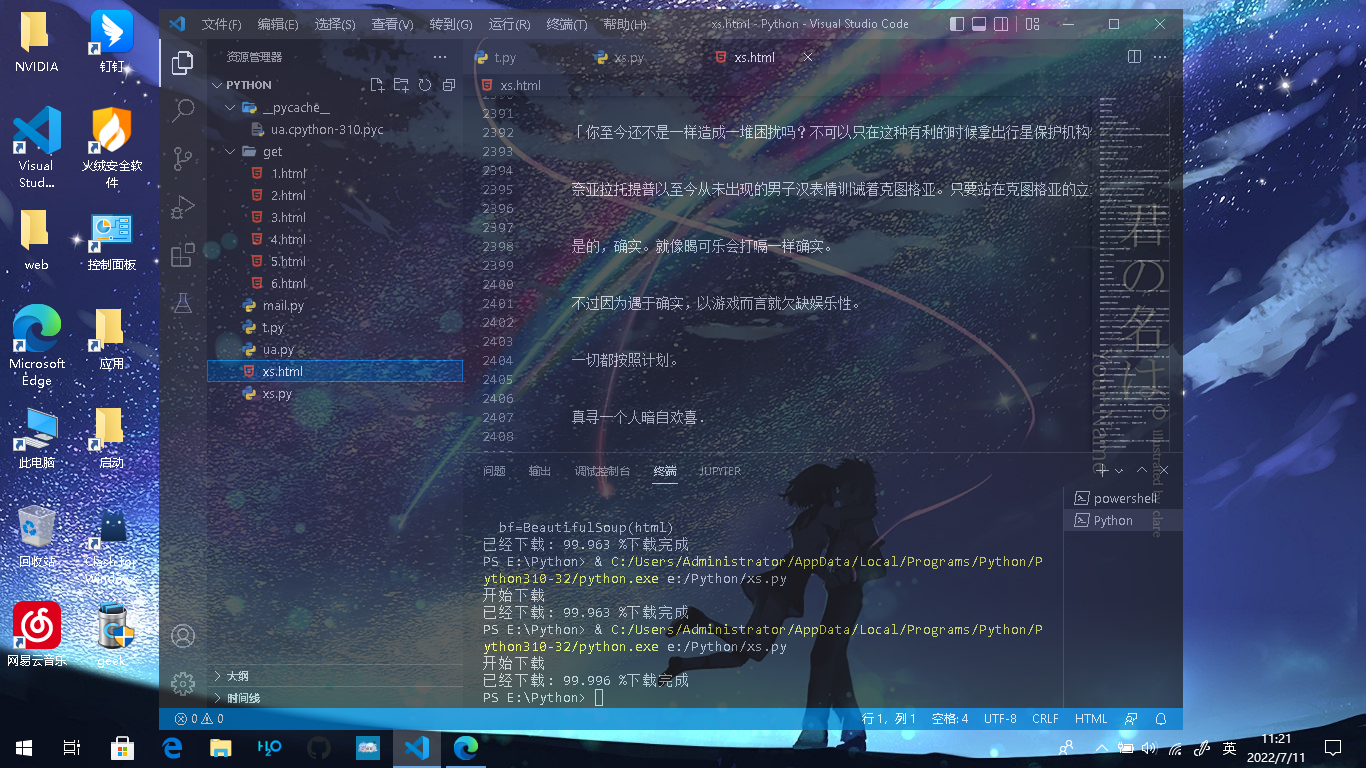 NVIDIA
钉钉
Visual
Stud...
火绒安全软
件
web
控制面板
Microsoft
Edge
应用
此电脑
启动
回收站
Clash for
Windows
网易云音乐
geek
文件(F) 编辑(E) 选择(S) 查看(V) 转到(G) 运行(R) 终端(T) 帮助(H)
xs.html - Python - Visual Studio Code
资源管理器
PYTHON
__pycache__
ua.cpython-310.pyc
get
1.html
2.html
3.html
4.html
5.html
6.html
mail.py
t.py
ua.py
xs.html
xs.py
大纲
时间线
t.py xs.py xs.html
xs.html
2391
2392 「你至今还不是一样造成一堆困扰吗？不可以只在这种有利的时候拿出行星保护机构
2393
2394
2395 奈亚拉托提普以至今从未出现的男子汉表情训诫着克图格亚。只要站在克图格亚的立
2396
2397
2398 是的，确实。就像喝可乐会打嗝一样确实。
2399
2400
2401 不过因为遇于确实，以游戏而言就欠缺娱乐性。
2402
2403
2404 一切都按照计划。
2405
2406
2407 真寻一个人暗自欢喜.
2408
君の名は。
illustrated by clare
问题 输出 调试控制台 终端 JUPYTER
powershell
Python
bf=BeautifulSoup(html)
已经下载: 99.963 %下载完成
PS E:\Python> & C:/Users/Administrator/AppData/Local/Programs/Python/P
ython310-32/python.exe e:/Python/xs.py
开始下载
已经下载: 99.963 %下载完成
PS E:\Python> & C:/Users/Administrator/AppData/Local/Programs/Python/P
ython310-32/python.exe e:/Python/xs.py
开始下载
已经下载: 99.996 %下载完成
PS E:\Python>
0 0
行 1，列 1 空格: 4 UTF-8 CRLF HTML
H2O
英
11:21
2022/7/11